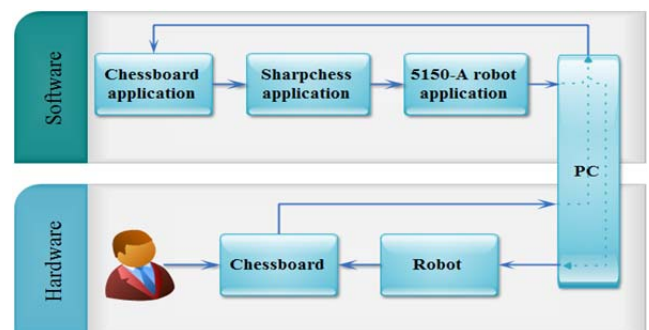 Software
Chessboard
application
Sharpchess
application
5150-A robot
application
PC
Hardware
Chessboard
Robot